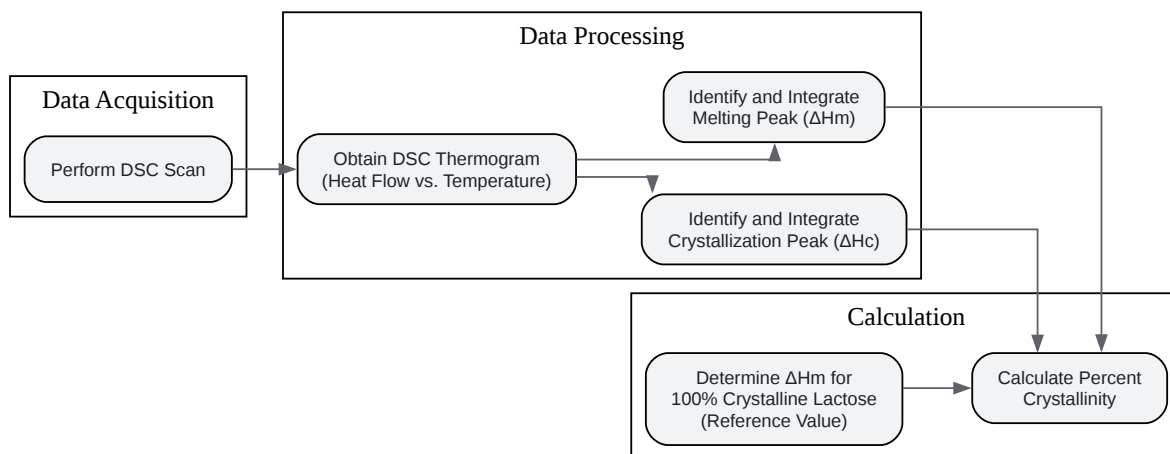 Data Acquisition
Perform DSC Scan
Data Processing
Obtain DSC Thermogram
(Heat Flow vs. Temperature)
Identify and Integrate
Melting Peak (ΔHm)
Identify and Integrate
Crystallization Peak (ΔHc)
Calculation
Determine ΔHm for
100% Crystalline Lactose
(Reference Value)
Calculate Percent
Crystallinity